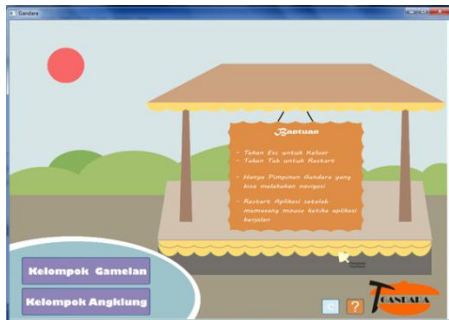 Gandara
Bantuan
- Tekan Esc untuk Keluar
- Tekan Tab untuk Restart
- Hanya Pimpinan Gandara yang
bisa melakukan navigasi
- Restart Aplikasi setelah
memasang mouse ketika aplikasi
berjalan
Kelompok Gamelan
Kelompok Angklung
?
GANDARA